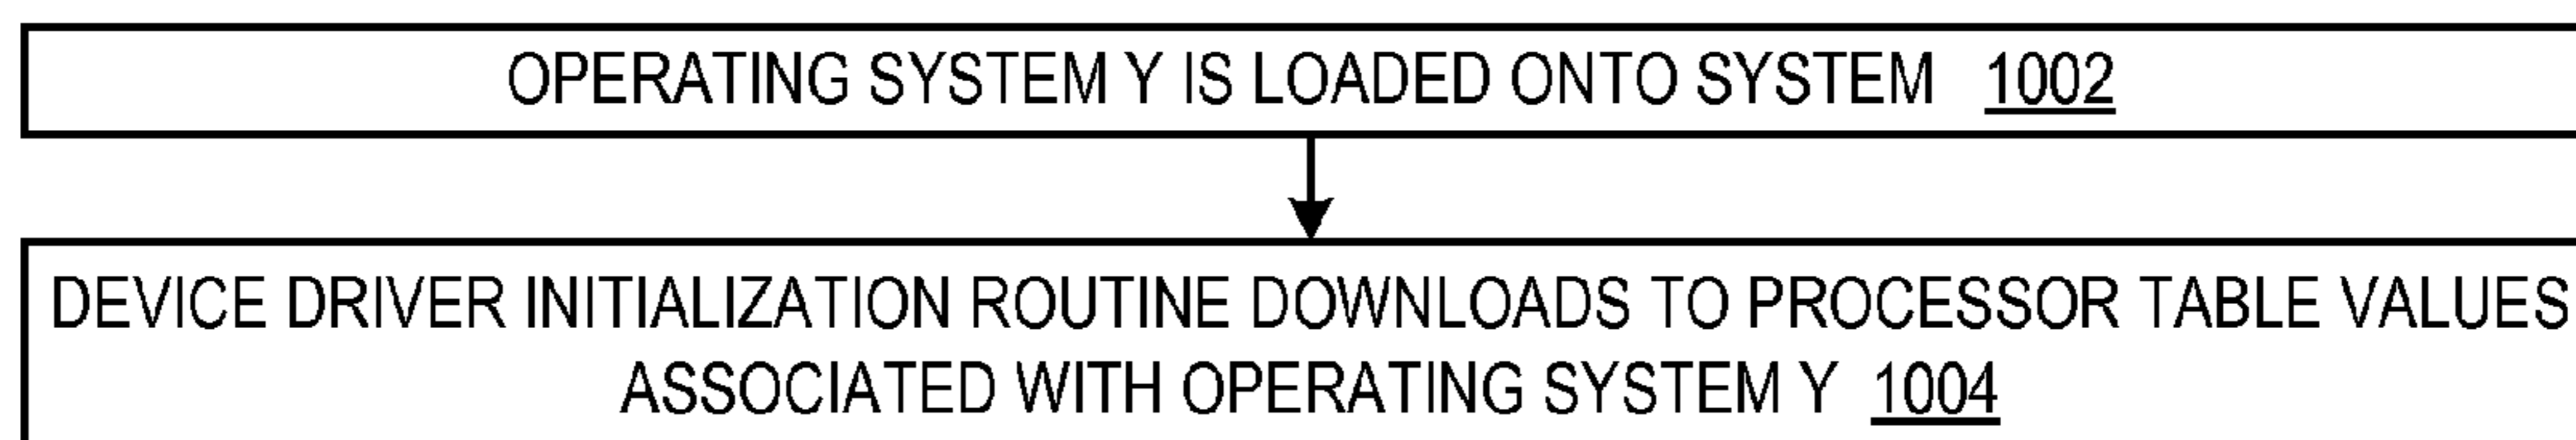 OPERATING SYSTEM Y IS LOADED ONTO SYSTEM 1002
DEVICE DRIVER INITIALIZATION ROUTINE DOWNLOADS TO PROCESSOR TABLE VALUES
ASSOCIATED WITH OPERATING SYSTEM Y 1004